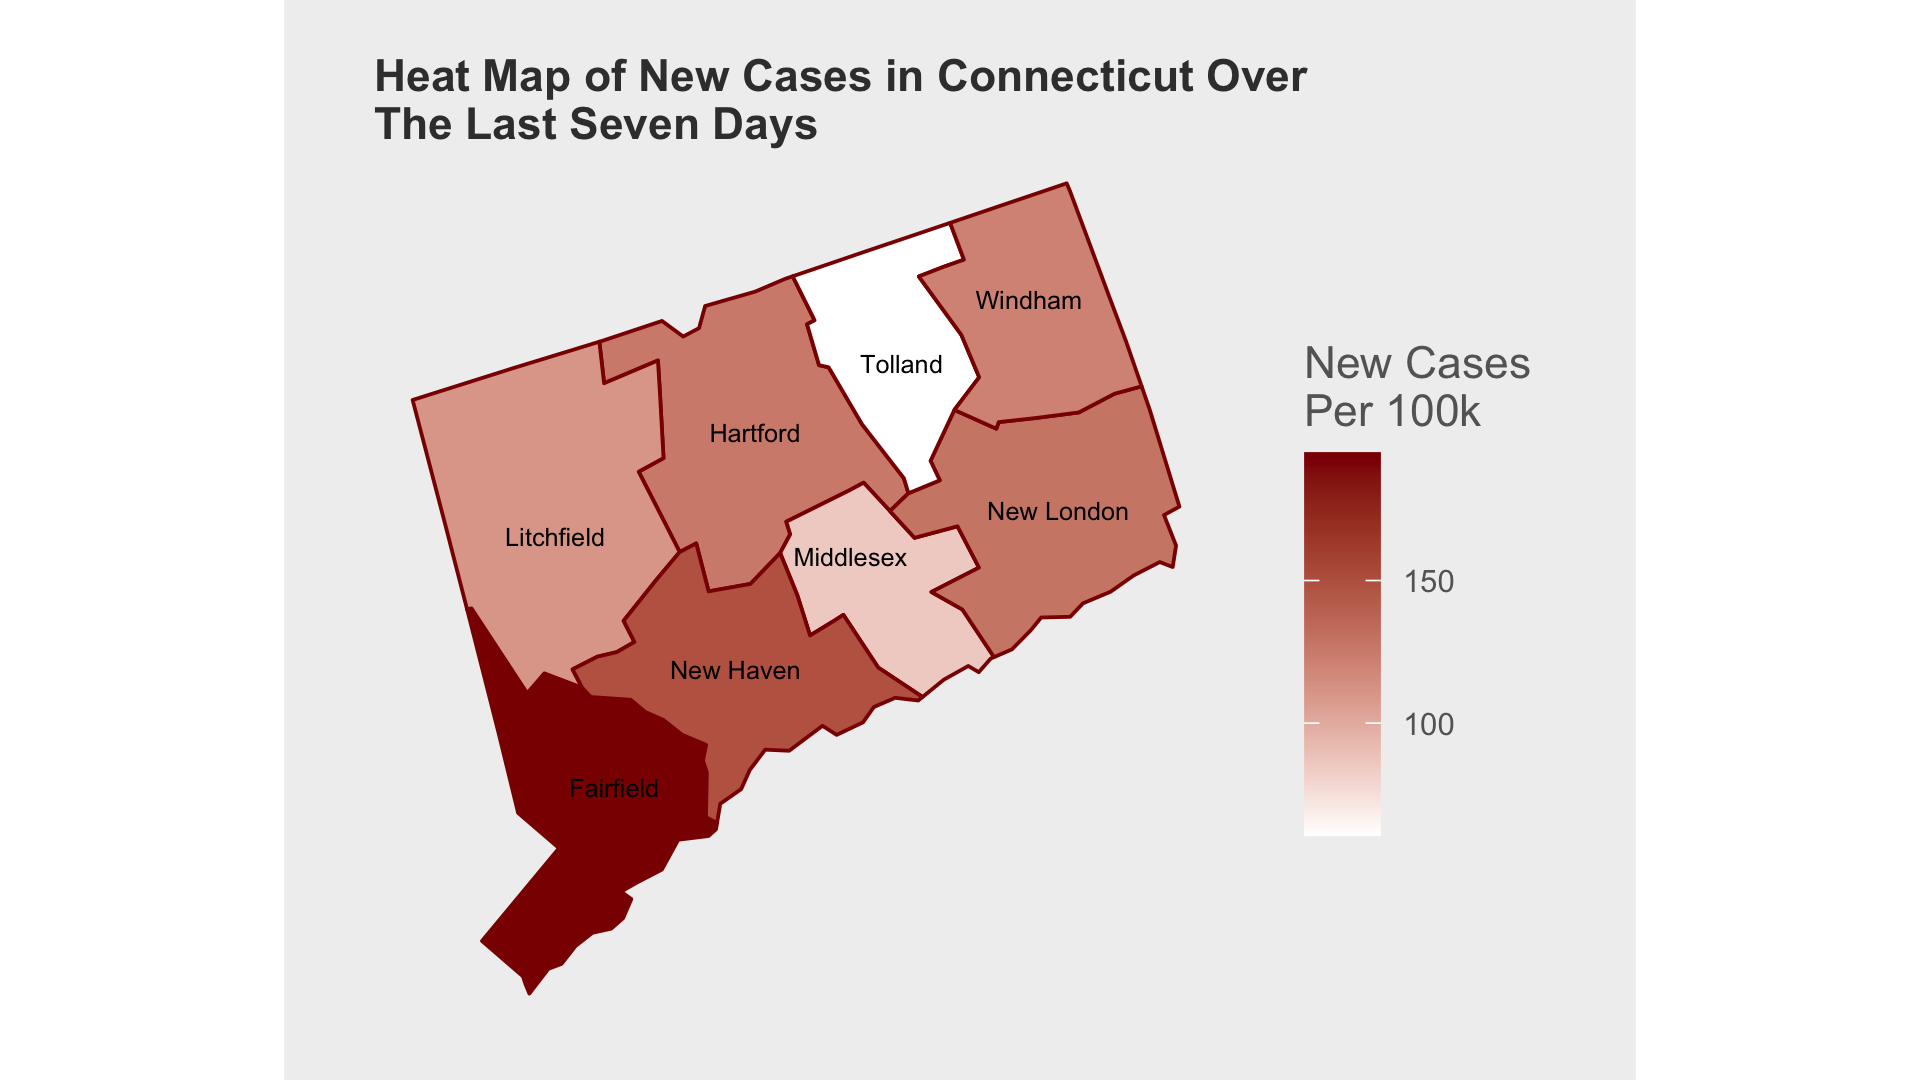 Heat Map of New Cases in Connecticut Over
The Last Seven Days
Windham
Tolland
Hartford
New London
Litchfield
Middlesex
New Haven
Fairfield
New Cases
Per 100k
150
100